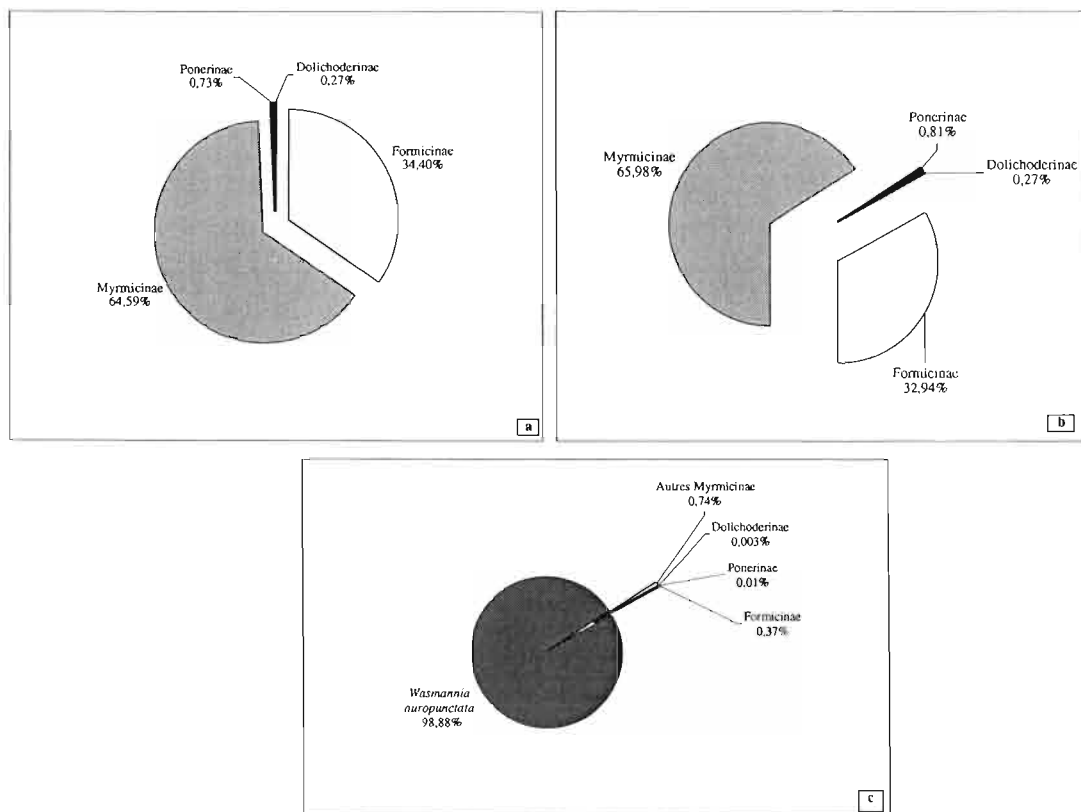 Ponerinae
0,73%
Dolichoderinae
0,27%
Formicinae
34,40%
Myrmicinae
64,59%
a
Myrmicinae
65,98%
Ponerinae
0,81%
Dolichoderinae
0,27%
Formicinae
32,94%
b
Autres Myrmicinae
0,74%
Dolichoderinae
0,003%
Ponerinae
0.01%
Formicinae
0,37%
Wasmannia
auropunctata
98,88%
c